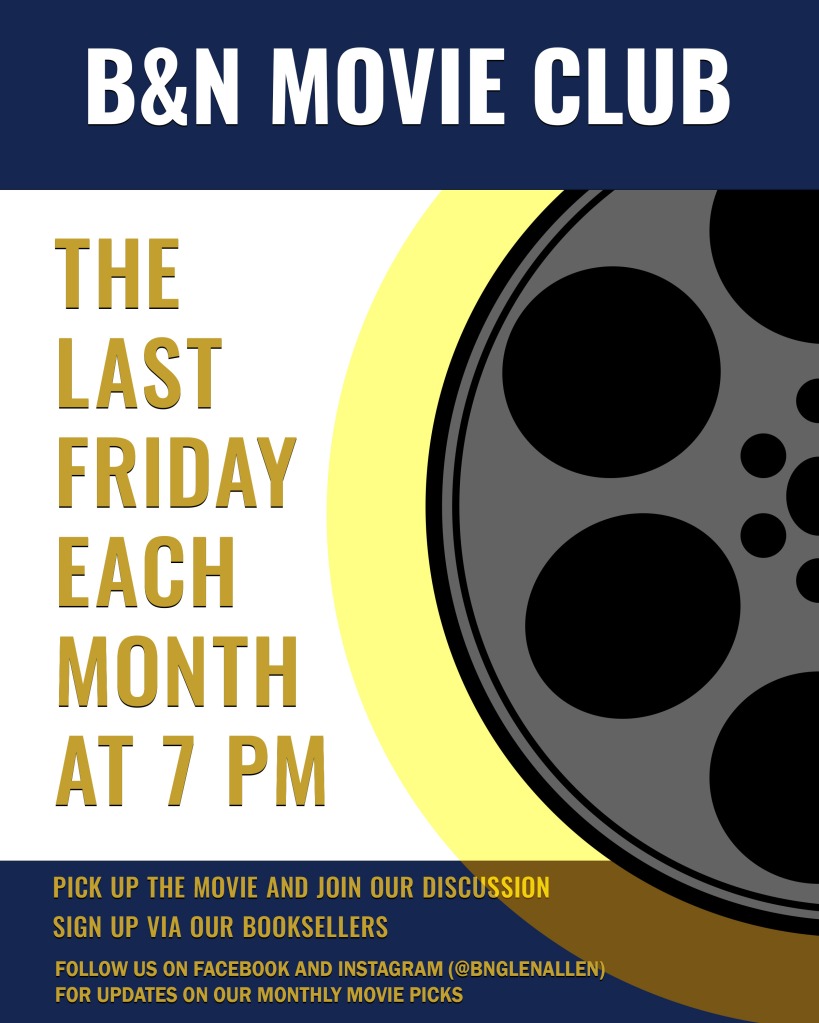 B&N MOVIE CLUB
THE
LAST
FRIDAY
EACH
MONTH
AT 7 PM
PICK UP THE MOVIE AND JOIN OUR DISCUSSION
SIGN UP VIA OUR BOOKSELLERS
FOLLOW US ON FACEBOOK AND INSTAGRAM (@BNGLENALLEN)
FOR UPDATES ON OUR MONTHLY MOVIE PICKS